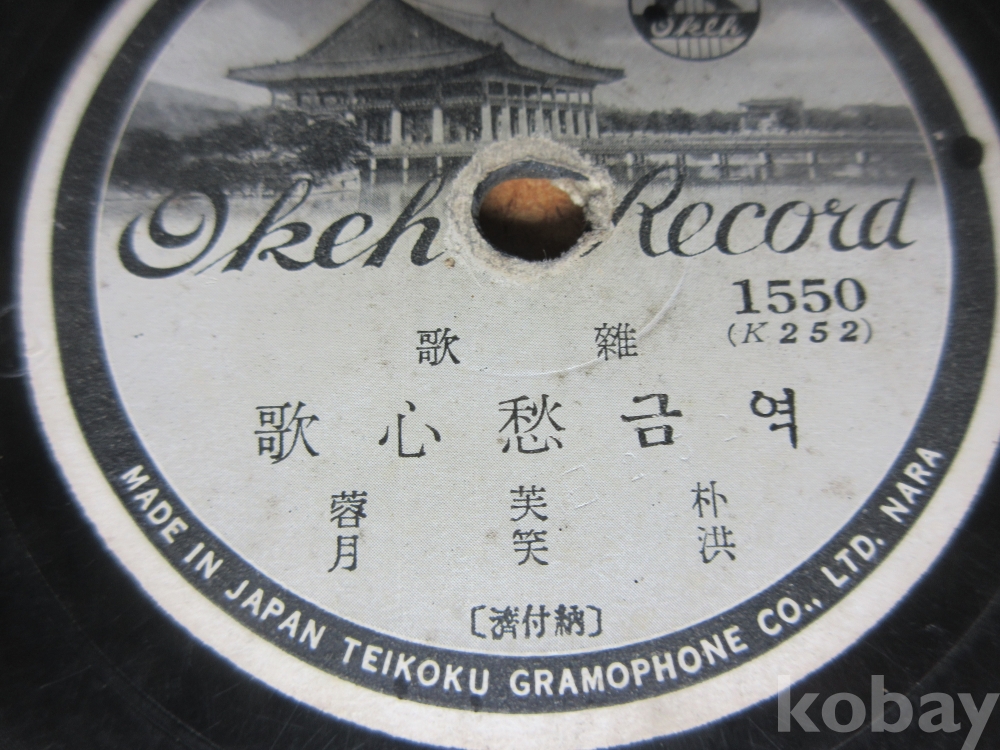 Okeh
Okeh Record
1550
(K252)
雜歌
역금愁心歌
朴芙蓉
洪笑月
〔納付濟〕
MADE IN JAPAN TEIKOKU GRAMOPHONE CO., LTD. NARA
kobay